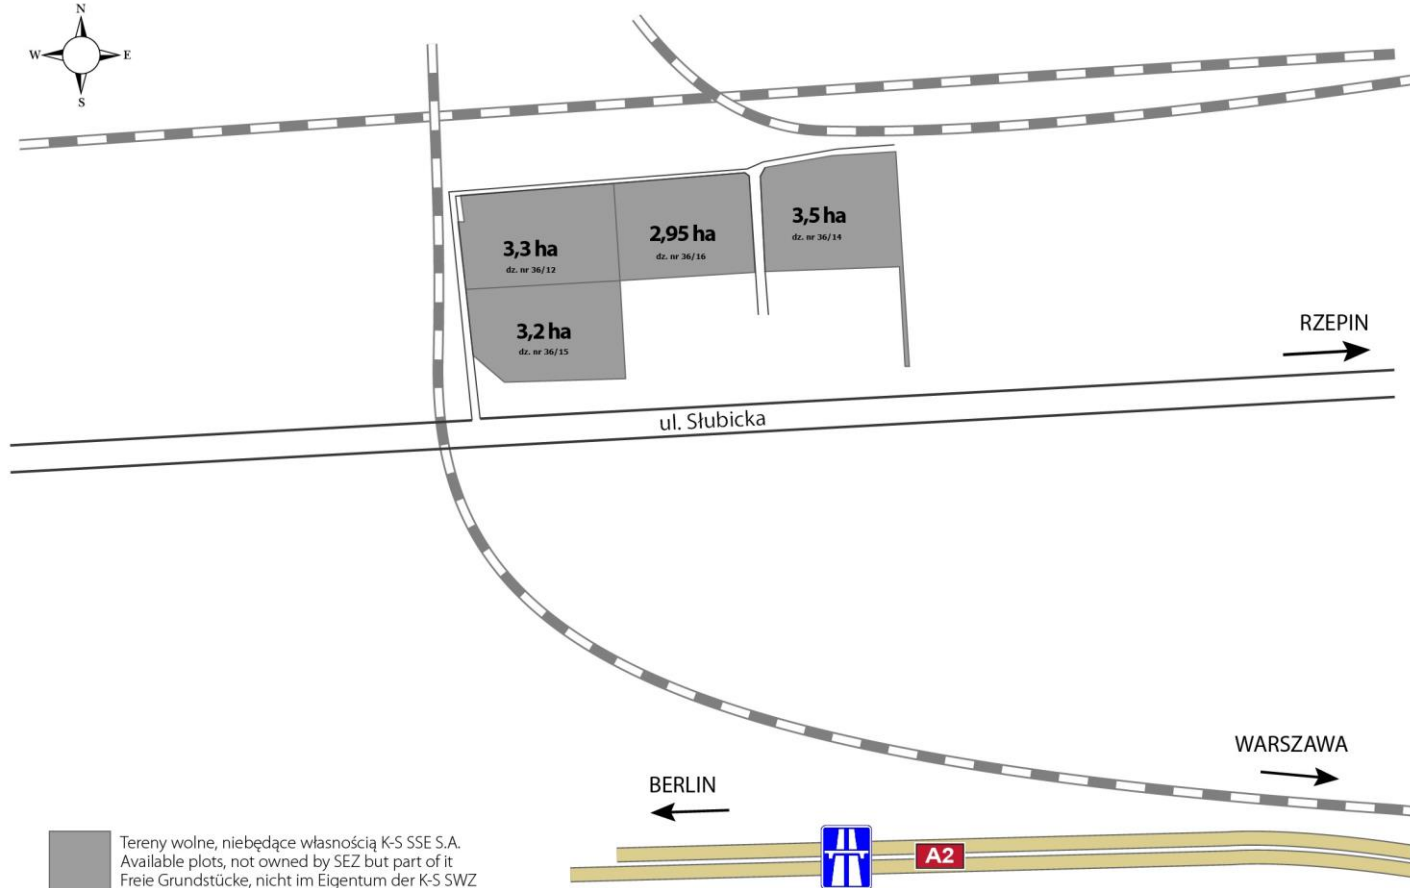 N
W E
S
3,5 ha
dz. nr 36/14
2,95 ha
dz. nr 36/16
3,3 ha
dz. nr 36/12
3,2 ha
dz. nr 36/15
RZEPIN
ul. Słubicka
WARSZAWA
BERLIN
A2
Tereny wolne, niebędące własnością K-S SSE S.A.
Available plots, not owned by SEZ but part of it
Freie Grundstücke, nicht im Eigentum der K-S SWZ